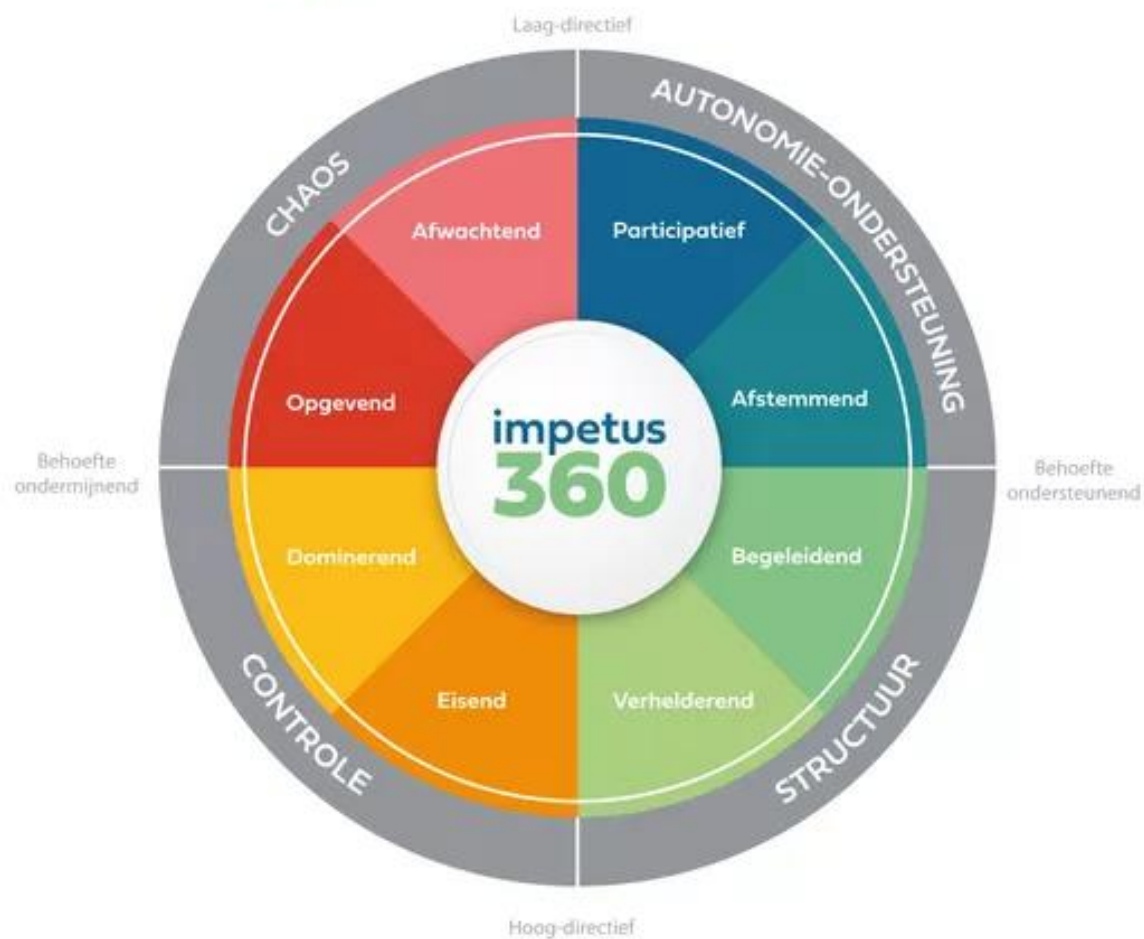 Laag-directief
AUTONOMIE-ONDERSTEUNING
CHAOS
Afwachtend
Participatief
Opgevend
Afstemmend
impetus
360
Behoefte
ondermijnend
Behoefte
ondersteunend
Dominerend
Begeleidend
Eisend
Verhelderend
CONTROLE
STRUCTUUR
Hoog-directief